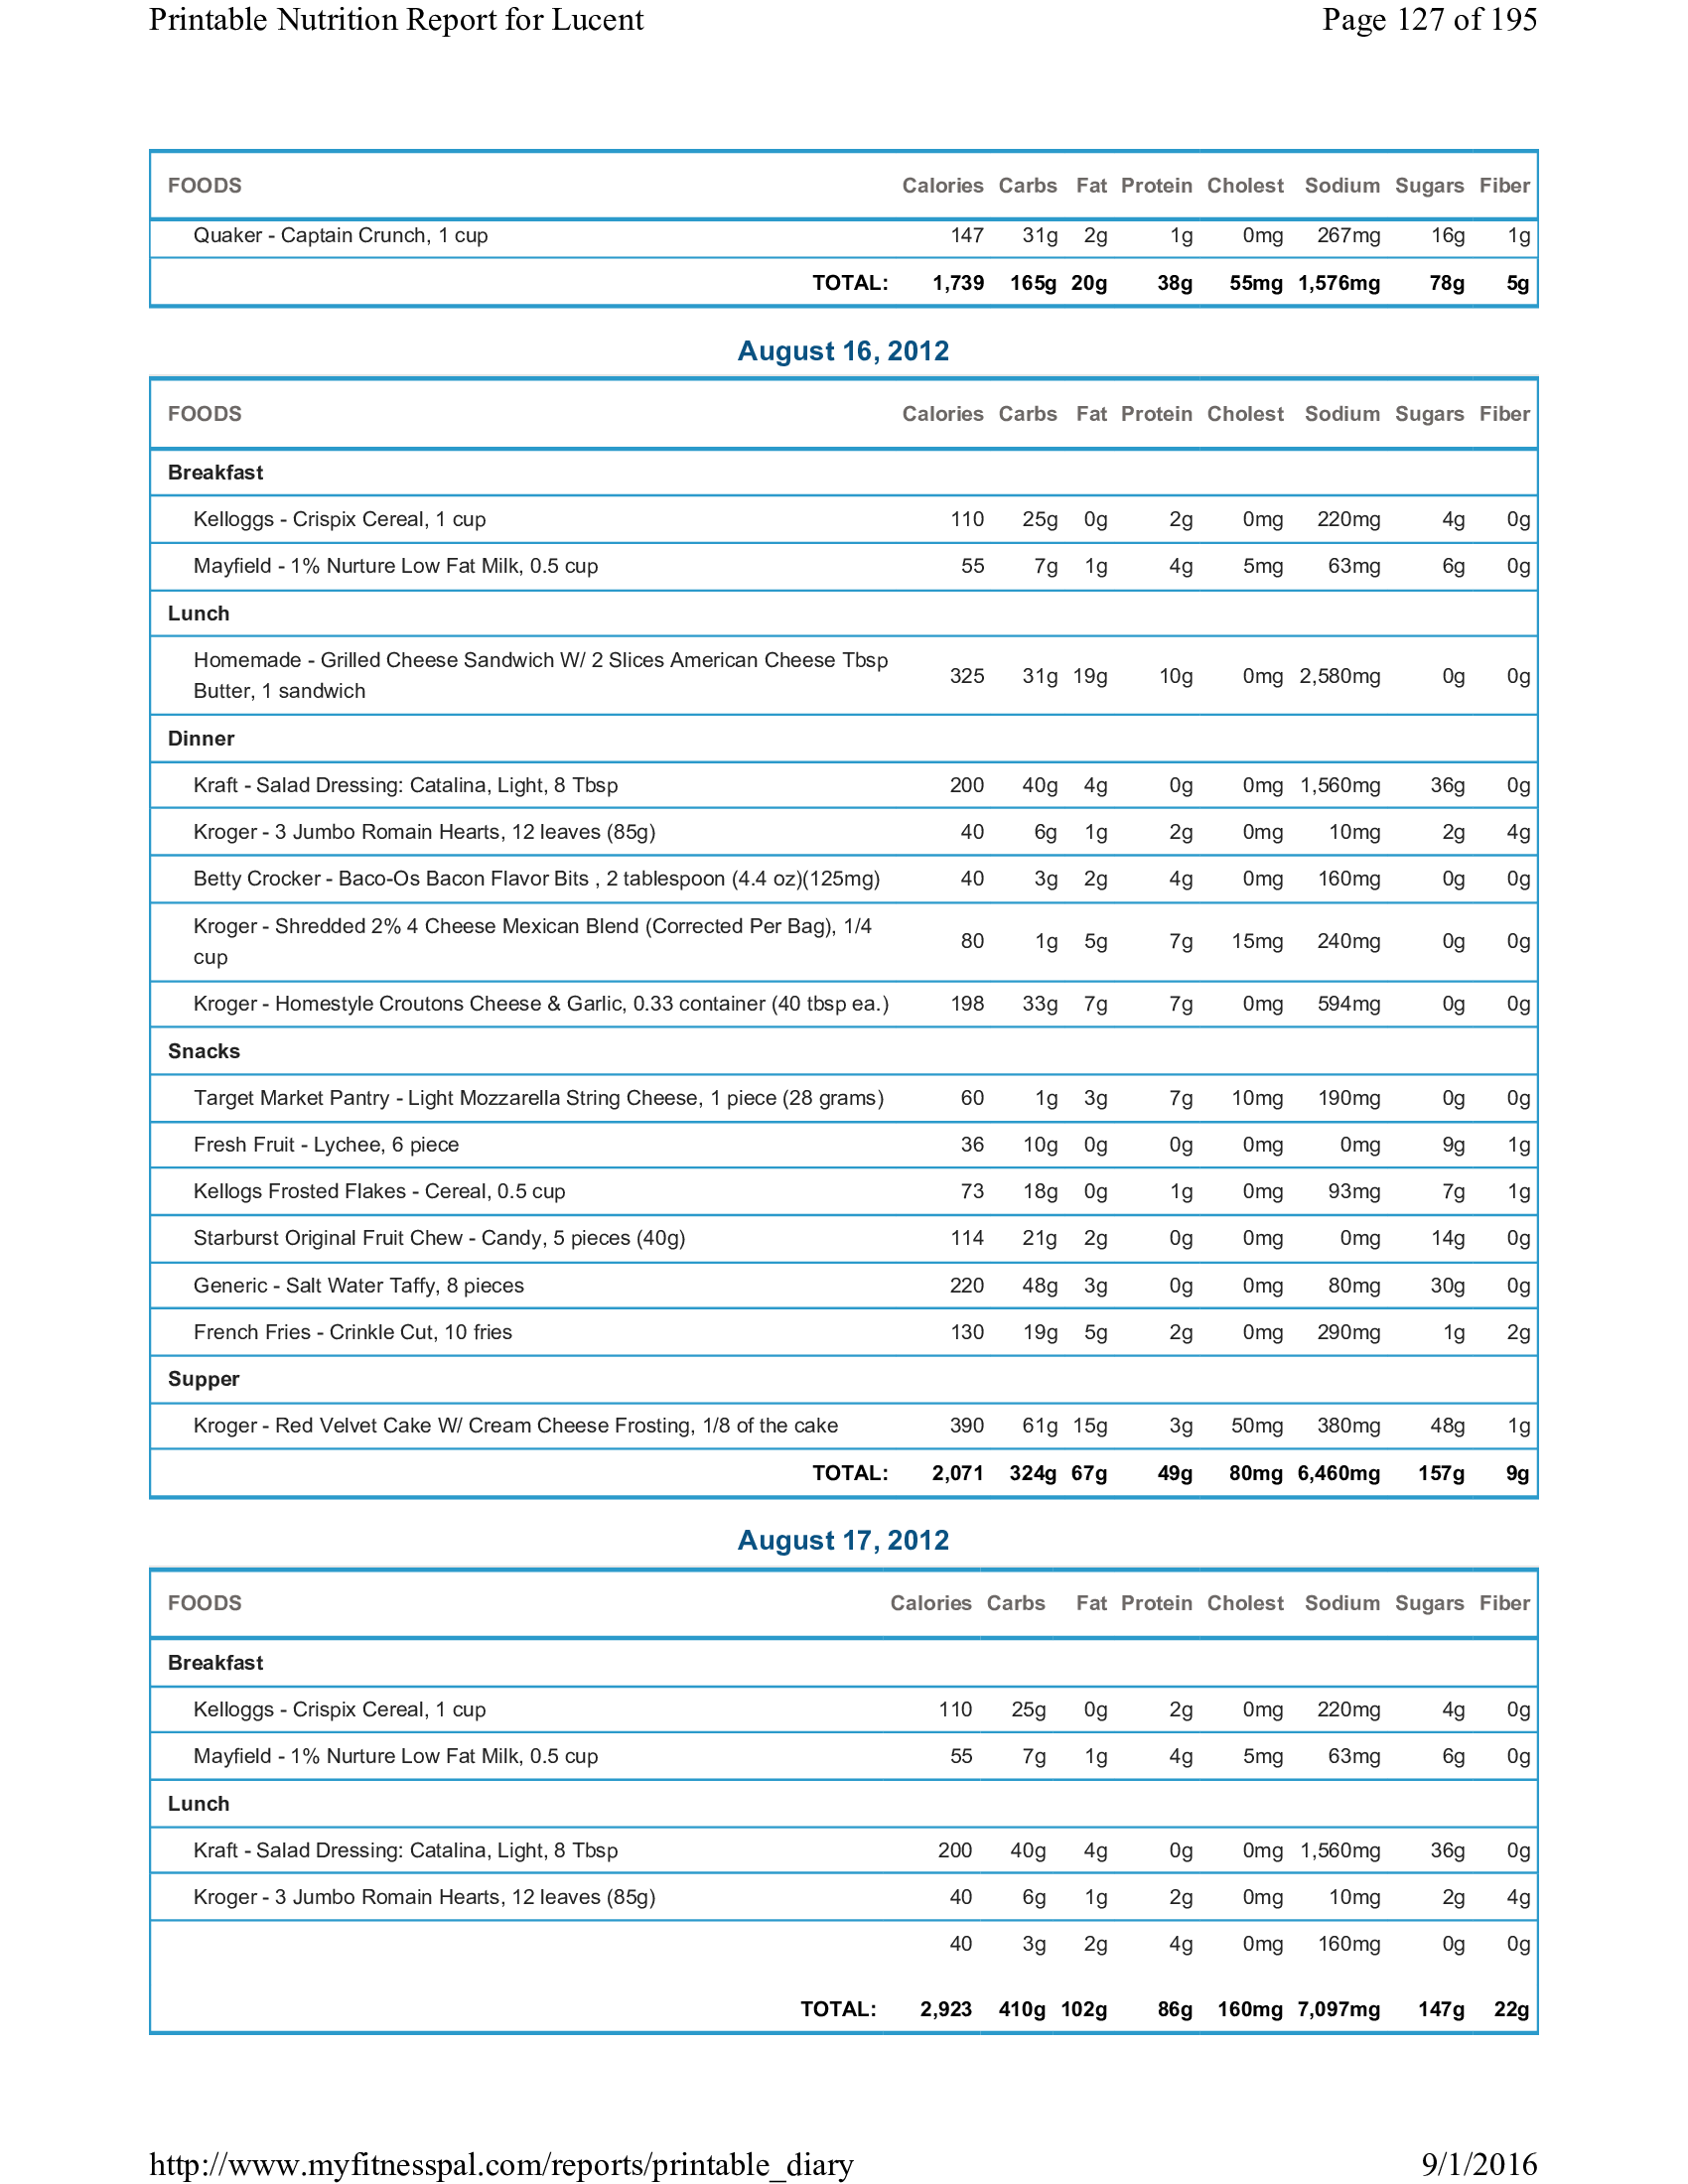 Printable Nutrition Report for Lucent Page 127 of 195
FOODS Calories Carbs Fat Protein Cholest Sodium Sugars Fiber
Quaker - Captain Crunch, 1 cup 147 31g 2g 1g 0mg 267mg 16g 1g
TOTAL: 1,739 165g 20g 38g 55mg 1,576mg 78g 5g
August 16, 2012
FOODS Calories Carbs Fat Protein Cholest Sodium Sugars Fiber
Breakfast
Kelloggs - Crispix Cereal, 1 cup 110 25g 0g 2g 0mg 220mg 4g 0g
Mayfield - 1% Nurture Low Fat Milk, 0.5 cup 55 7g 1g 4g 5mg 63mg 6g 0g
Lunch
Homemade - Grilled Cheese Sandwich W/ 2 Slices American Cheese Tbsp
Butter, 1 sandwich 325 31g 19g 10g 0mg 2,580mg 0g 0g
Dinner
Kraft - Salad Dressing: Catalina, Light, 8 Tbsp 200 40g 4g 0g 0mg 1,560mg 36g 0g
Kroger - 3 Jumbo Romain Hearts, 12 leaves (85g) 40 6g 1g 2g 0mg 10mg 2g 4g
Betty Crocker - Baco-Os Bacon Flavor Bits , 2 tablespoon (4.4 oz)(125mg) 40 3g 2g 4g 0mg 160mg 0g 0g
Kroger - Shredded 2% 4 Cheese Mexican Blend (Corrected Per Bag), 1/4
cup 80 1g 5g 7g 15mg 240mg 0g 0g
Kroger - Homestyle Croutons Cheese & Garlic, 0.33 container (40 tbsp ea.) 198 33g 7g 7g 0mg 594mg 0g 0g
Snacks
Target Market Pantry - Light Mozzarella String Cheese, 1 piece (28 grams) 60 1g 3g 7g 10mg 190mg 0g 0g
Fresh Fruit - Lychee, 6 piece 36 10g 0g 0g 0mg 0mg 9g 1g
Kellogs Frosted Flakes - Cereal, 0.5 cup 73 18g 0g 1g 0mg 93mg 7g 1g
Starburst Original Fruit Chew - Candy, 5 pieces (40g) 114 21g 2g 0g 0mg 0mg 14g 0g
Generic - Salt Water Taffy, 8 pieces 220 48g 3g 0g 0mg 80mg 30g 0g
French Fries - Crinkle Cut, 10 fries 130 19g 5g 2g 0mg 290mg 1g 2g
Supper
Kroger - Red Velvet Cake W/ Cream Cheese Frosting, 1/8 of the cake 390 61g 15g 3g 50mg 380mg 48g 1g
TOTAL: 2,071 324g 67g 49g 80mg 6,460mg 157g 9g
August 17, 2012
FOODS Calories Carbs Fat Protein Cholest Sodium Sugars Fiber
Breakfast
Kelloggs - Crispix Cereal, 1 cup 110 25g 0g 2g 0mg 220mg 4g 0g
Mayfield - 1% Nurture Low Fat Milk, 0.5 cup 55 7g 1g 4g 5mg 63mg 6g 0g
Lunch
Kraft - Salad Dressing: Catalina, Light, 8 Tbsp 200 40g 4g 0g 0mg 1,560mg 36g 0g
Kroger - 3 Jumbo Romain Hearts, 12 leaves (85g) 40 6g 1g 2g 0mg 10mg 2g 4g
40 3g 2g 4g 0mg 160mg 0g 0g
TOTAL: 2,923 410g 102g 86g 160mg 7,097mg 147g 22g
http://www.myfitnesspal.com/reports/printable_diary 9/1/2016